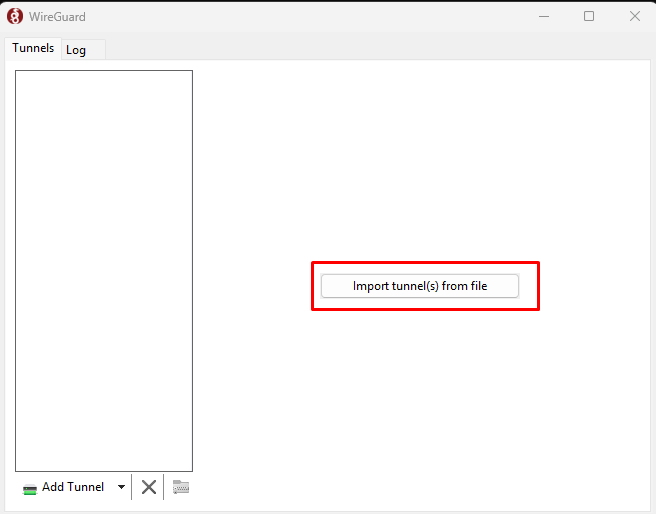 WireGuard
Tunnels
Log
Import tunnel(s) from file
Add Tunnel